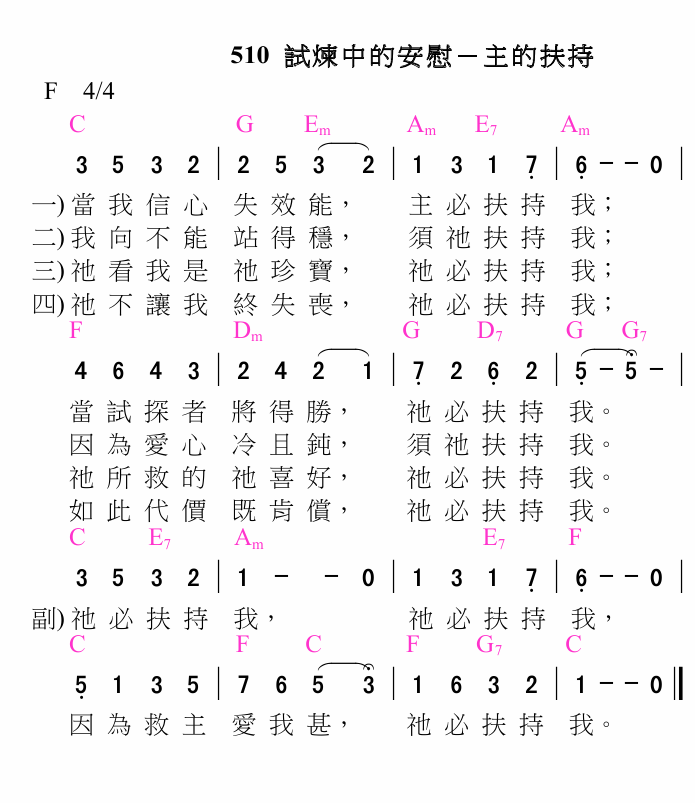 510 試煉中的安慰－主的扶持
F 4/4
C G Em Am E7 Am
3 5 3 2 | 2 5 3 2 | 1 3 1 7̣ | 6̣ － － 0 |
一) 當我信心 失效能， 主必扶持 我；
二) 我向不能 站得穩， 須祂扶持 我；
三) 祂看我是 祂珍寶， 祂必扶持 我；
四) 祂不讓我 終失喪， 祂必扶持 我；
F Dm G D7 G G7
4 6 4 3 | 2 4 2 1 | 7̣ 2 6̣ 2 | 5̣ － 5 － |
當試探者 將得勝， 祂必扶持 我。
因為愛心 冷且鈍， 須祂扶持 我。
祂所救的 祂喜好， 祂必扶持 我。
如此代價 既肯償， 祂必扶持 我。
C E7 Am E7 F
3 5 3 2 | 1 － － 0 | 1 3 1 7̣ | 6̣ － － 0 |
副) 祂必扶持 我， 祂必扶持 我，
C F C F G7 C
5̣ 1 3 5 | 7 6 5 3 | 1 6 3 2 | 1 － － 0 ‖
因為救主 愛我甚， 祂必扶持 我。